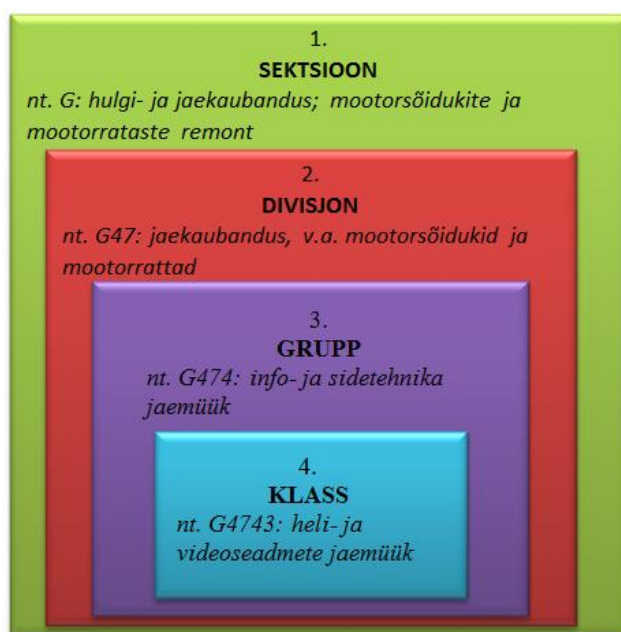 1.
SEKTSIOON
nt. G: hulgi- ja jaekaubandus; mootorsõidukite ja
mootorrataste remont
2.
DIVISJON
nt. G47: jaekaubandus, v.a. mootorsõidukid ja
mootorrattad
3.
GRUPP
nt. G474: info- ja sidetehnika
jaemüük
4.
KLASS
nt. G4743: heli- ja
videoseadmete jaemüük